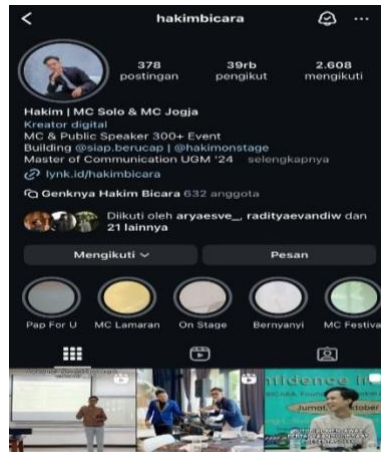 hakimbicara
378
39rb
2.608
postingan
pengikut
mengikuti
Hakim | MC Solo & MC Jogja
Kreator digital
MC & Public Speaker 300+ Event
Building @siap.berucap | @hakimonstage
Master of Communication UGM '24 selengkapnya
lynk.id/hakimbicara
Genknya Hakim Bicara 632 anggota
Diikuti oleh aryaesve_, radityaevandiw dan
21 lainnya
Mengikuti
Pesan
Pap For U
MC Lamaran
On Stage
Bernyanyi
MC Festiva
Jumat,